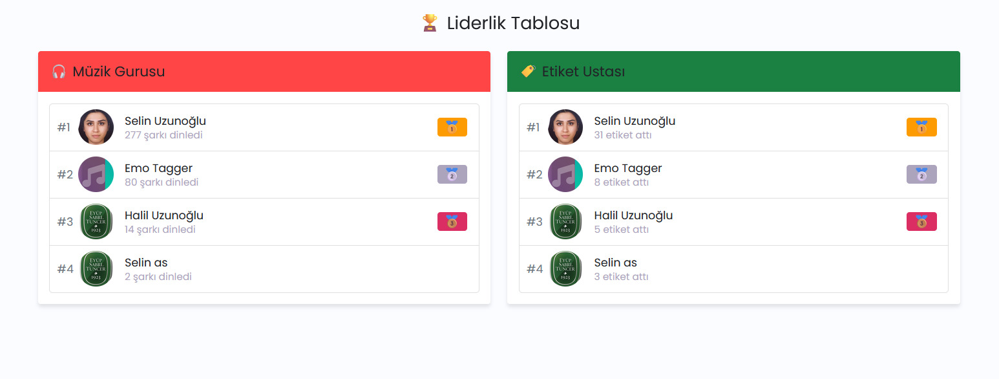 🏆 Liderlik Tablosu
🎧 Müzik Gurusu
#1 Selin Uzunoğlu
277 şarkı dinledi
1
#2 Emo Tagger
80 şarkı dinledi
2
#3 EYÜP SABRİ TUNCER 1923 Halil Uzunoğlu
14 şarkı dinledi
3
#4 EYÜP SABRİ TUNCER 1923 Selin as
2 şarkı dinledi
🏷️ Etiket Ustası
#1 Selin Uzunoğlu
31 etiket attı
1
#2 Emo Tagger
8 etiket attı
2
#3 EYÜP SABRİ TUNCER 1923 Halil Uzunoğlu
5 etiket attı
3
#4 EYÜP SABRİ TUNCER 1923 Selin as
3 etiket attı